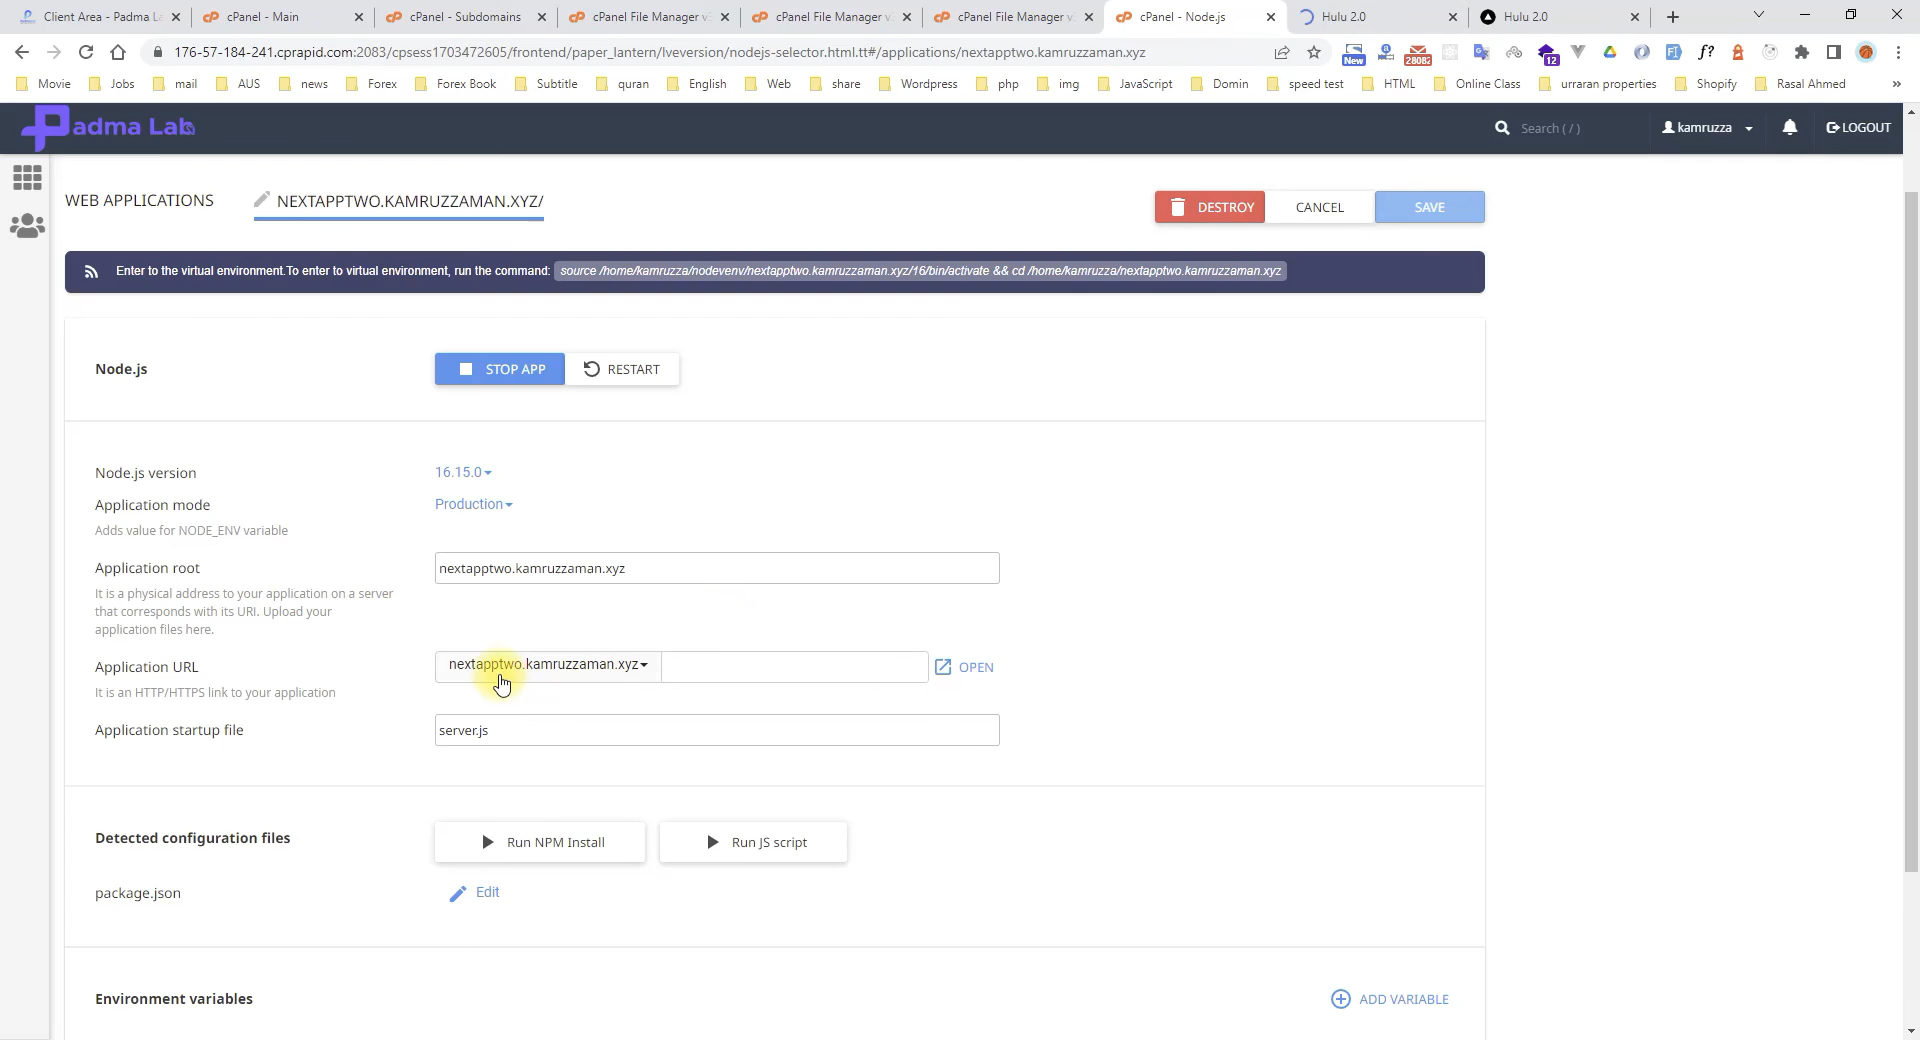 Client Area - Padma La
cPanel - Main
cPanel - Subdomains
cPanel File Manager v
cPanel File Manager v
cPanel File Manager v
cPanel - Node.js
Hulu 2.0
Hulu 2.0
176-57-184-241.cprapid.com:2083/cpsess1703472605/frontend/paper_lantern/lveversion/nodejs-selector.html.tt#/applications/nextapptwo.kamruzzaman.xyz
New
28082
12
f?
Movie
Jobs
mail
AUS
news
Forex
Forex Book
Subtitle
quran
English
Web
share
Wordpress
php
img
JavaScript
Domin
speed test
HTML
Online Class
urraran properties
Shopify
Rasal Ahmed
»
Padma Lab
Search ( / )
kamruzza
LOGOUT
WEB APPLICATIONS
NEXTAPPTWO.KAMRUZZAMAN.XYZ/
DESTROY
CANCEL
SAVE
Enter to the virtual environment.To enter to virtual environment, run the command: source /home/kamruzza/nodevenv/nextapptwo.kamruzzaman.xyz/16/bin/activate && cd /home/kamruzza/nextapptwo.kamruzzaman.xyz
Node.js
STOP APP
RESTART
Node.js version
16.15.0
Application mode
Production
Adds value for NODE_ENV variable
Application root
nextapptwo.kamruzzaman.xyz
It is a physical address to your application on a server
that corresponds with its URI. Upload your
application files here.
Application URL
nextapptwo.kamruzzaman.xyz
OPEN
It is an HTTP/HTTPS link to your application
Application startup file
server.js
Detected configuration files
Run NPM Install
Run JS script
package.json
Edit
Environment variables
ADD VARIABLE